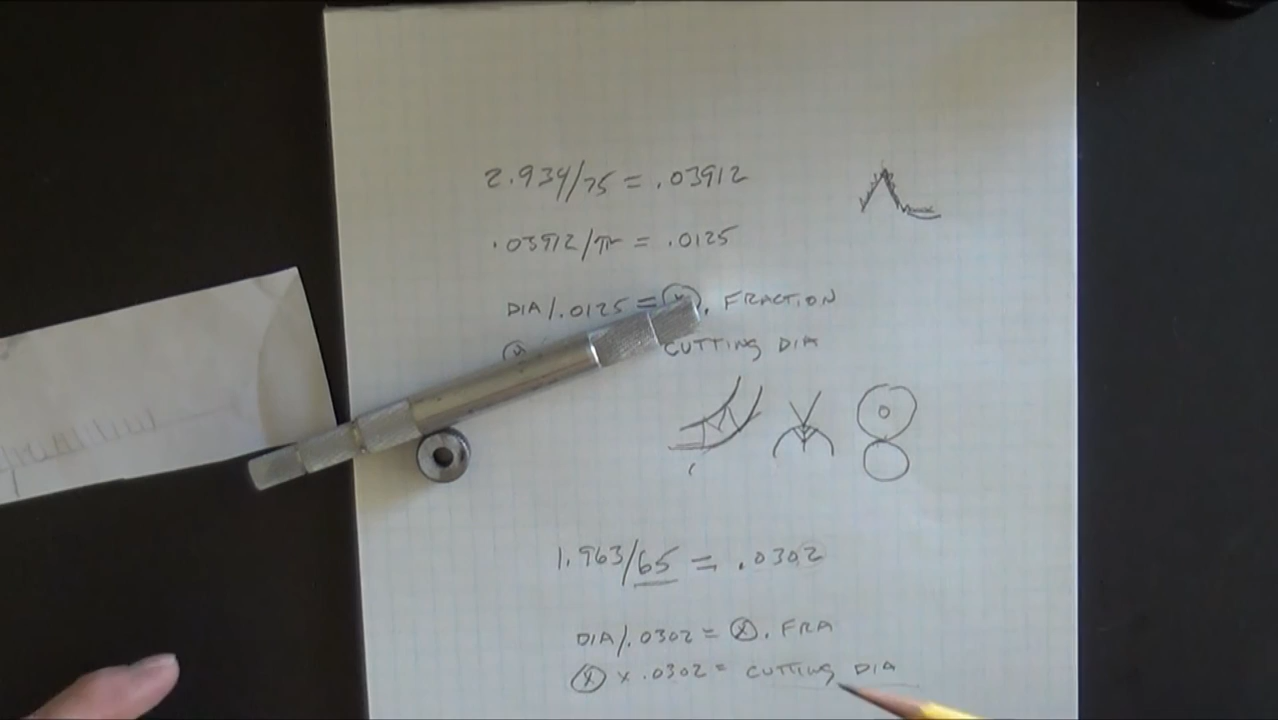 2.934/75 = .03912
.03912/π = .0125
DIA/.0125 = Ⓧ. FRACTION
CUTTING DIA
1.963/65 = .0302
DIA/.0302 = Ⓧ. FRA
Ⓧ x .0302 = CUTTING DIA